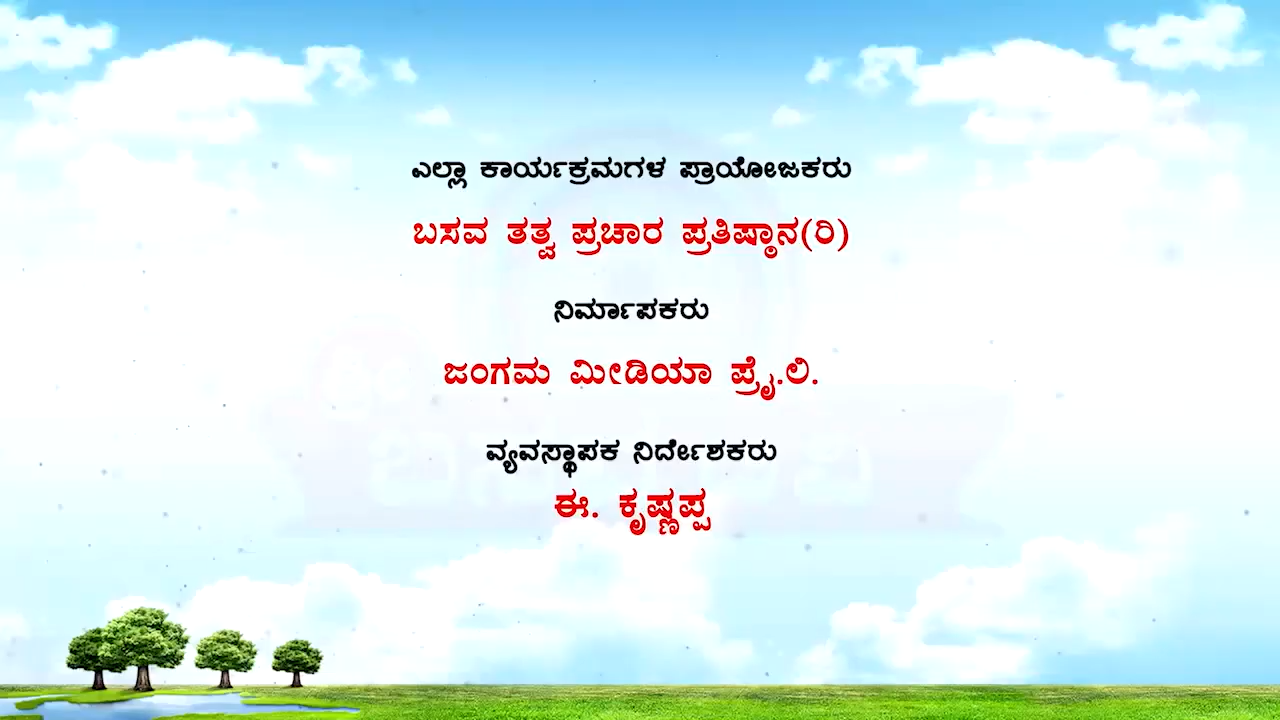 ಎಲ್ಲಾ ಕಾರ್ಯಕ್ರಮಗಳ ಪ್ರಾಯೋಜಕರು
ಬಸವ ತತ್ವ ಪ್ರಚಾರ ಪ್ರತಿಷ್ಠಾನ(ರಿ)
ನಿರ್ಮಾಪಕರು
ಜಂಗಮ ಮೀಡಿಯಾ ಪ್ರೈ.ಲಿ.
ವ್ಯವಸ್ಥಾಪಕ ನಿರ್ದೇಶಕರು
ಈ. ಕೃಷ್ಣಪ್ಪ